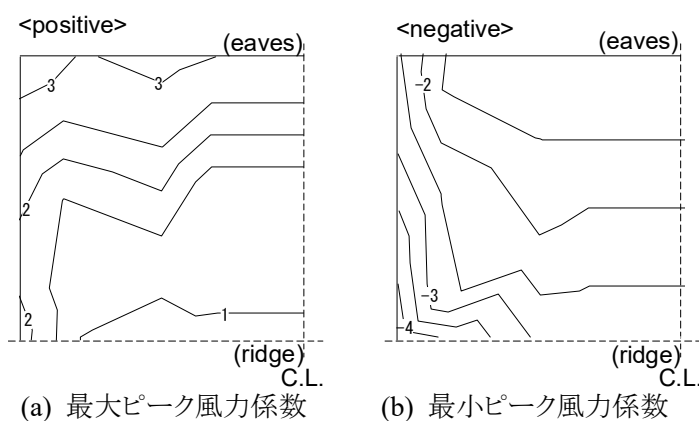 <positive>
(eaves)
3
3
2
2
1
(ridge)
C.L.
(a) 最大ピーク風力係数
<negative>
(eaves)
-2
-3
-4
(ridge)
C.L.
(b) 最小ピーク風力係数